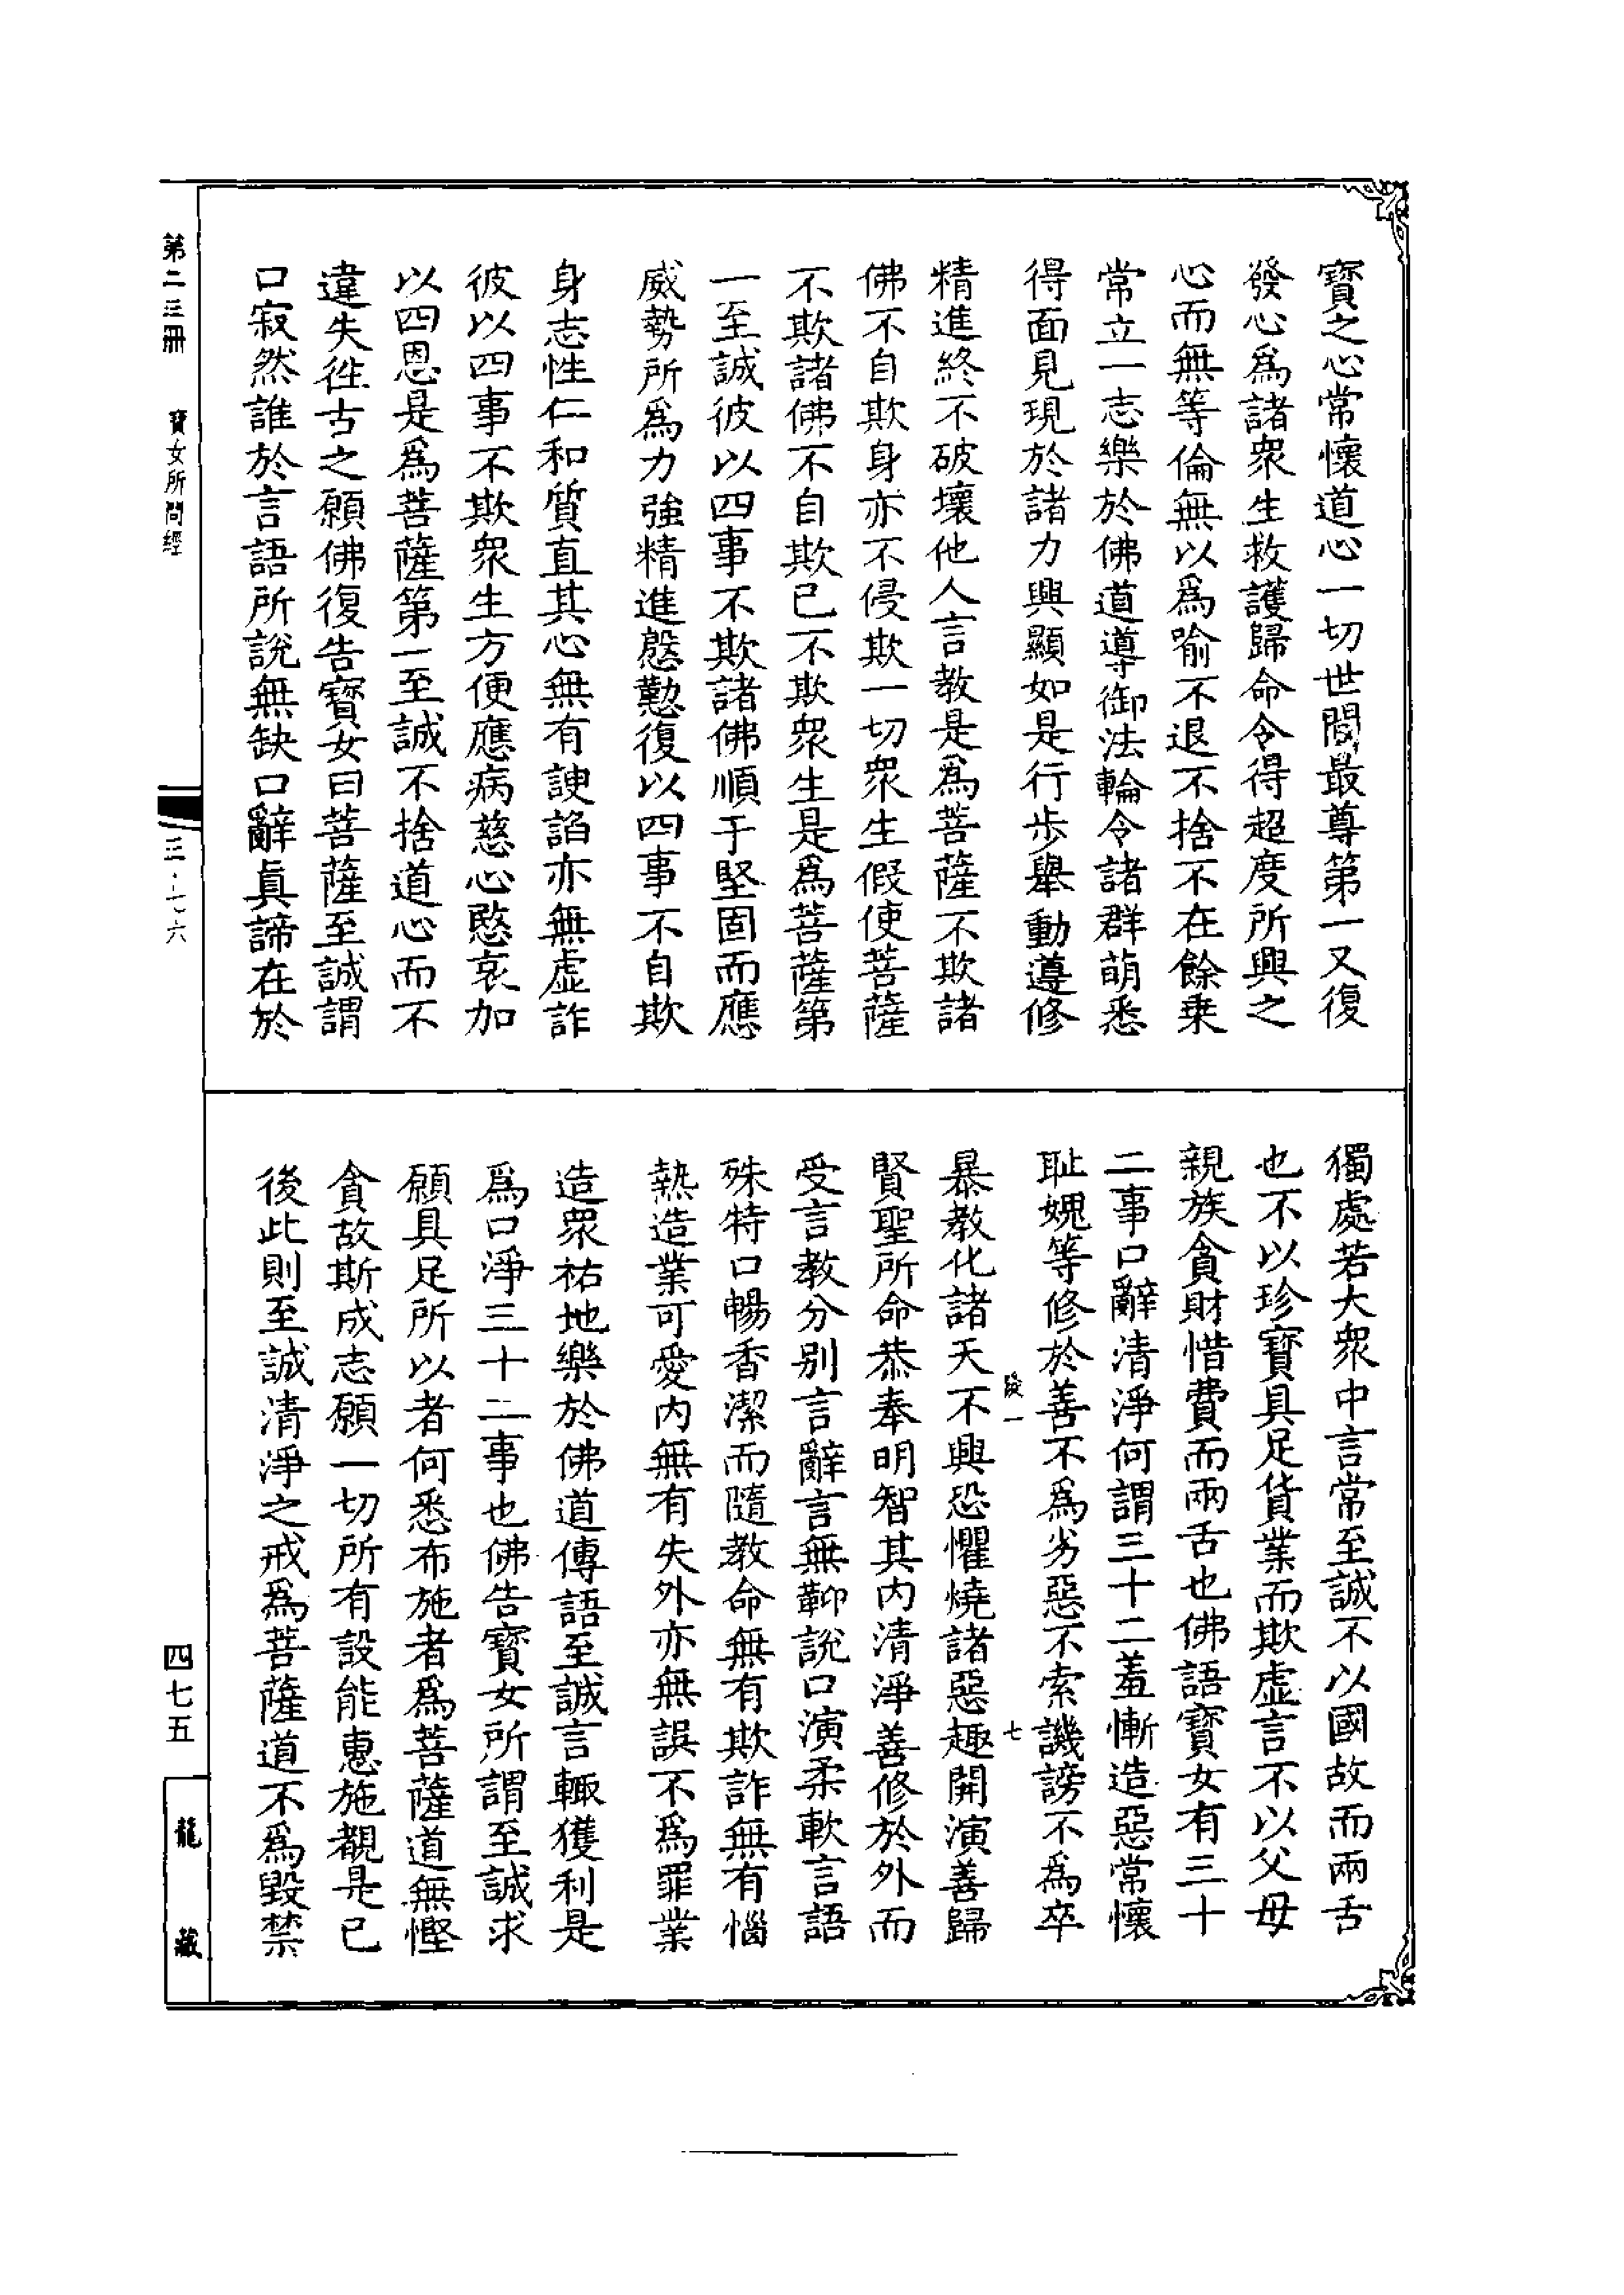 寶之心常懷道心一切世間最尊第一又復
發心爲諸衆生救護歸命令得超度所興之
心而無等倫無以爲喻不退不捨不在餘乗
常立一志樂於佛道導御法輪令諸群萌悉
得面見現於諸力興顯如是行步舉動遵修
精進終不破壞他人言教是爲菩薩不欺諸
佛不自欺身亦不侵欺一切衆生假使菩薩
不欺諸佛不自欺已不欺衆生是爲菩薩第
一至誠彼以四事不欺諸佛順于堅固而應
威勢所爲力強精進慇懃復以四事不自欺
身志性仁和質直其心無有諛諂亦無虛詐
彼以四事不欺衆生方便應病慈心愍哀加
以四恩是爲菩薩第一至誠不捨道心而不
違失徃古之願佛復告寶女曰菩薩至誠謂
口寂然誰於言語所說無缺口辭眞諦在於
獨處若大衆中言常至誠不以國故而兩舌
也不以珍寶具足貨業而欺虛言不以父母
親族貪財惜費而兩舌也佛語寶女有三十
二事口辭清淨何謂三十二羞慚造惡常懷
恥媿等修於善不爲劣惡不索譏謗不爲卒
一 七
暴教化諸天不興恐懼燒諸惡趣開演善歸
賢聖所命恭奉明智其内清淨善修於外而
受言教分别言辭言無䩕說口演柔軟言語
殊特口暢香潔而隨教命無有欺詐無有惱
熱造業可愛内無有失外亦無誤不爲罪業
造衆祐地樂於佛道傳語至誠言輙獲利是
爲口淨三十二事也佛告寶女所謂至誠求
願具足所以者何悉布施者爲菩薩道無慳
貪故斯成志願一切所有設能惠施覩是已
後此則至誠清淨之戒爲菩薩道不爲毀禁
第二三冊 寶女所問經
三·七六
四七五
龍藏